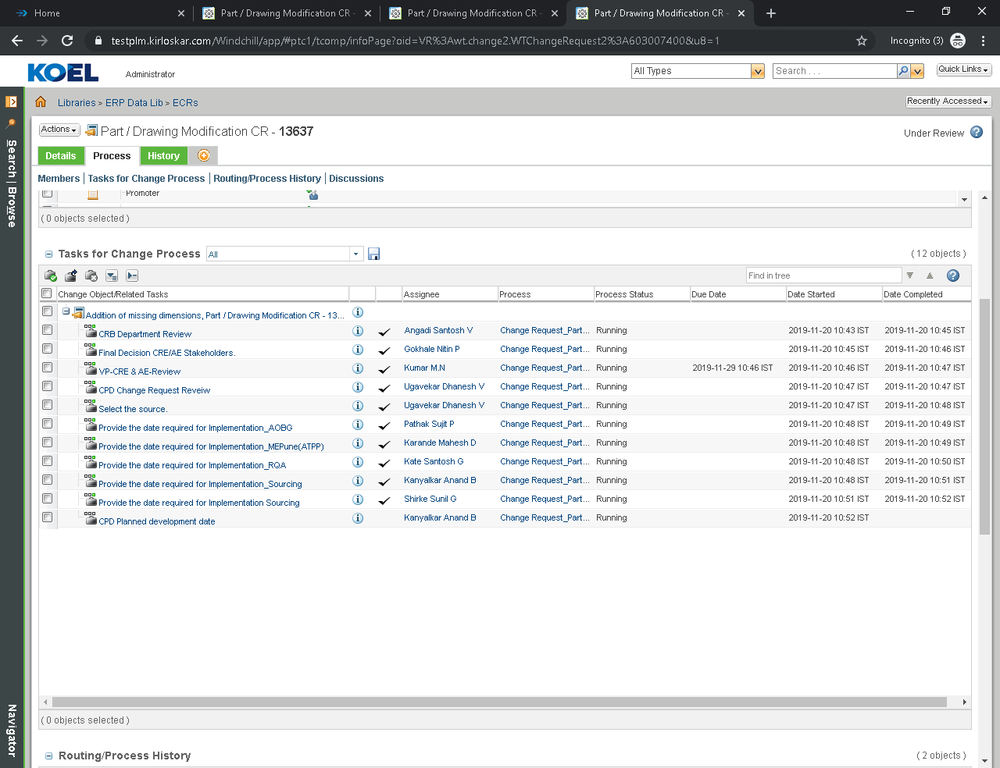 Home
Part / Drawing Modification CR -
Part / Drawing Modification CR -
Part / Drawing Modification CR -
testplm.kirloskar.com/Windchill/app/#ptc1/tcomp/infoPage?oid=VR%3Awt.change2.WTChangeRequest2%3A603007400&u8=1
Incognito (3)
KOEL
Administrator
All Types
Search . . .
Quick Links
Libraries > ERP Data Lib > ECRs
Recently Accessed
Search | Browse
Navigator
Actions
Part / Drawing Modification CR - 13637
Under Review
Details
Process
History
Members | Tasks for Change Process | Routing/Process History | Discussions
Promoter
( 0 objects selected )
Tasks for Change Process
All
( 12 objects )
Find in tree
Change Object/Related Tasks Assignee Process Process Status Due Date Date Started Date Completed
Addition of missing dimensions, Part / Drawing Modification CR - 13...
CRB Department Review Angadi Santosh V Change Request_Part... Running 2019-11-20 10:43 IST 2019-11-20 10:45 IST
Final Decision CRE/AE Stakeholders. Gokhale Nitin P Change Request_Part... Running 2019-11-20 10:45 IST 2019-11-20 10:46 IST
VP-CRE & AE-Review Kumar M.N Change Request_Part... Running 2019-11-29 10:46 IST 2019-11-20 10:46 IST 2019-11-20 10:47 IST
CPD Change Request Reveiw Ugavekar Dhanesh V Change Request_Part... Running 2019-11-20 10:47 IST 2019-11-20 10:47 IST
Select the source. Ugavekar Dhanesh V Change Request_Part... Running 2019-11-20 10:47 IST 2019-11-20 10:48 IST
Provide the date required for Implementation_AOBG Pathak Sujit P Change Request_Part... Running 2019-11-20 10:48 IST 2019-11-20 10:49 IST
Provide the date required for Implementation_MEPune(ATPP) Karande Mahesh D Change Request_Part... Running 2019-11-20 10:48 IST 2019-11-20 10:49 IST
Provide the date required for Implementation_RQA Kate Santosh G Change Request_Part... Running 2019-11-20 10:48 IST 2019-11-20 10:50 IST
Provide the date required for Implementation_Sourcing Kanyalkar Anand B Change Request_Part... Running 2019-11-20 10:48 IST 2019-11-20 10:51 IST
Provide the date required for Implementation Sourcing Shirke Sunil G Change Request_Part... Running 2019-11-20 10:51 IST 2019-11-20 10:52 IST
CPD Planned development date Kanyalkar Anand B Change Request_Part... Running 2019-11-20 10:52 IST
( 0 objects selected )
Routing/Process History
( 2 objects )